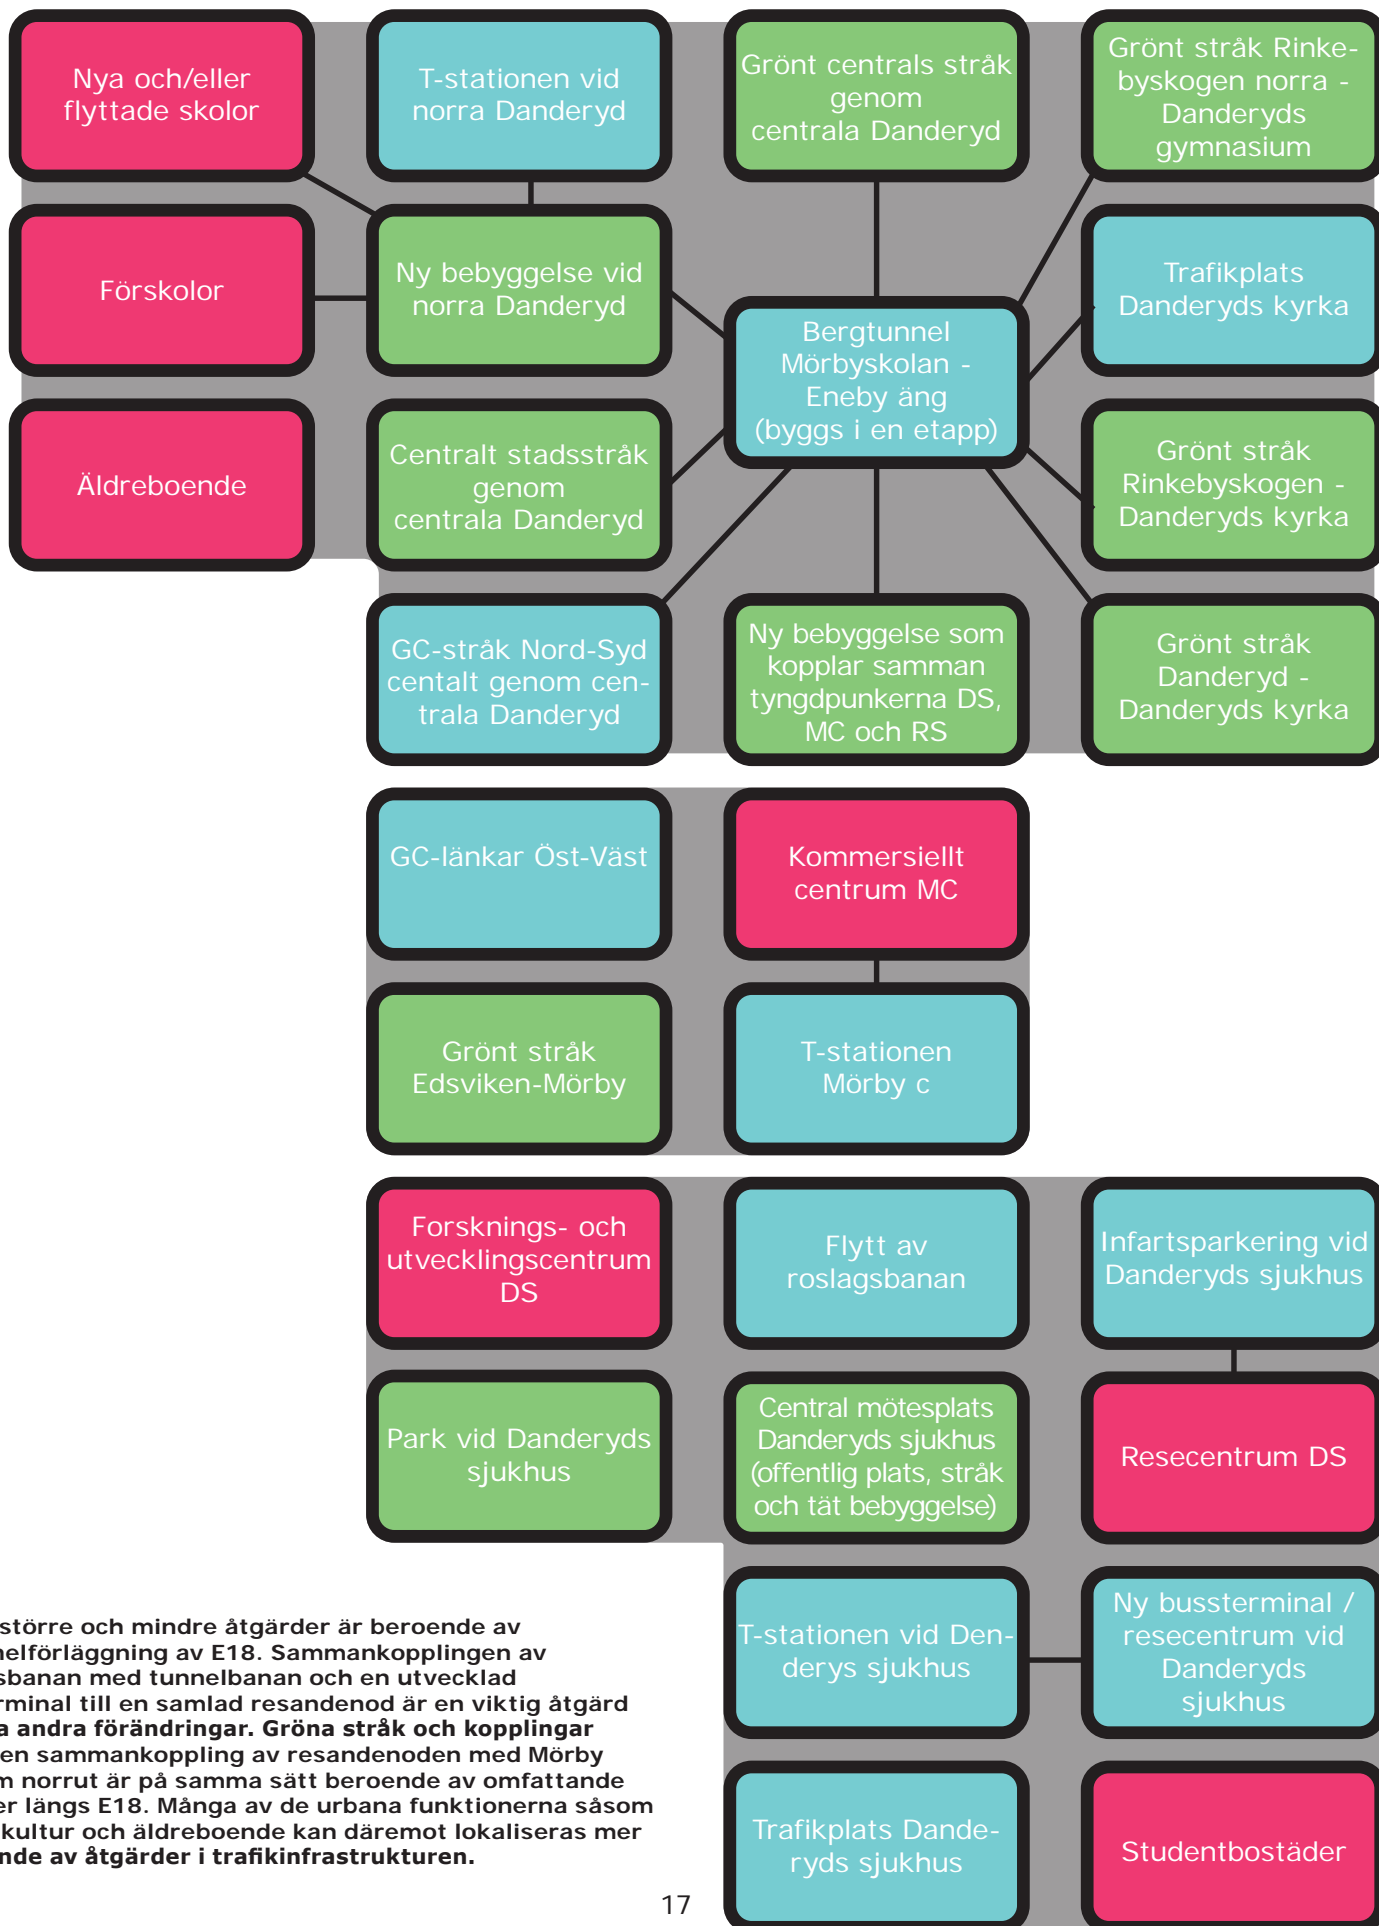 Nya och/eller
flyttade skolor
T-stationen vid
norra Danderyd
Grönt centrals stråk
genom
centrala Danderyd
Grönt stråk Rinke-
byskogen norra -
Danderyds
gymnasium
Förskolor
Ny bebyggelse vid
norra Danderyd
Bergtunnel
Mörbyskolan -
Eneby äng
(byggs i en etapp)
Trafikplats
Danderyds kyrka
Äldreboende
Centralt stadsstråk
genom
centrala Danderyd
Grönt stråk
Rinkebyskogen -
Danderyds kyrka
GC-stråk Nord-Syd
centalt genom cen-
trala Danderyd
Ny bebyggelse som
kopplar samman
tyngdpunkerna DS,
MC och RS
Grönt stråk
Danderyd -
Danderyds kyrka
GC-länkar Öst-Väst
Kommersiellt
centrum MC
Grönt stråk
Edsviken-Mörby
T-stationen
Mörby c
Forsknings- och
utvecklingscentrum
DS
Flytt av
roslagsbanan
Infartsparkering vid
Danderyds sjukhus
Park vid Danderyds
sjukhus
Central mötesplats
Danderyds sjukhus
(offentlig plats, stråk
och tät bebyggelse)
Resecentrum DS
T-stationen vid Den-
derys sjukhus
Ny bussterminal /
resecentrum vid
Danderyds
sjukhus
Trafikplats Dande-
ryds sjukhus
Studentbostäder
större och mindre åtgärder är beroende av
nelförläggning av E18. Sammankopplingen av
sbanan med tunnelbanan och en utvecklad
rminal till en samlad resandenod är en viktig åtgärd
a andra förändringar. Gröna stråk och kopplingar
en sammankoppling av resandenoden med Mörby
m norrut är på samma sätt beroende av omfattande
er längs E18. Många av de urbana funktionerna såsom
kultur och äldreboende kan däremot lokaliseras mer
nde av åtgärder i trafikinfrastrukturen.
17